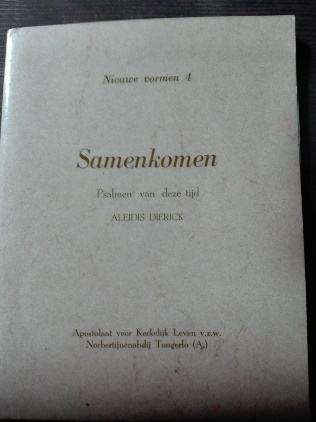 Nieuwe vormen 4
Samenkomen
Psalmen van deze tijd
ALEIDIS DIERICK
Apostolaat voor Kerkelijk Leven v.z.w.
Norbertijnenabdij Tongerlo (A.)